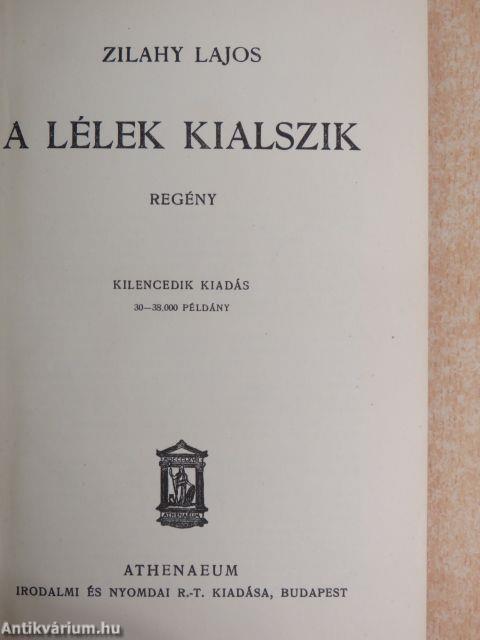 ZILAHY LAJOS
A LÉLEK KIALSZIK
REGÉNY
KILENCEDIK KIADÁS
30—38.000 PÉLDÁNY
ATHENAEUM
ATHENAEUM
IRODALMI ÉS NYOMDAI R.-T. KIADÁSA, BUDAPEST
Antikvárium.hu